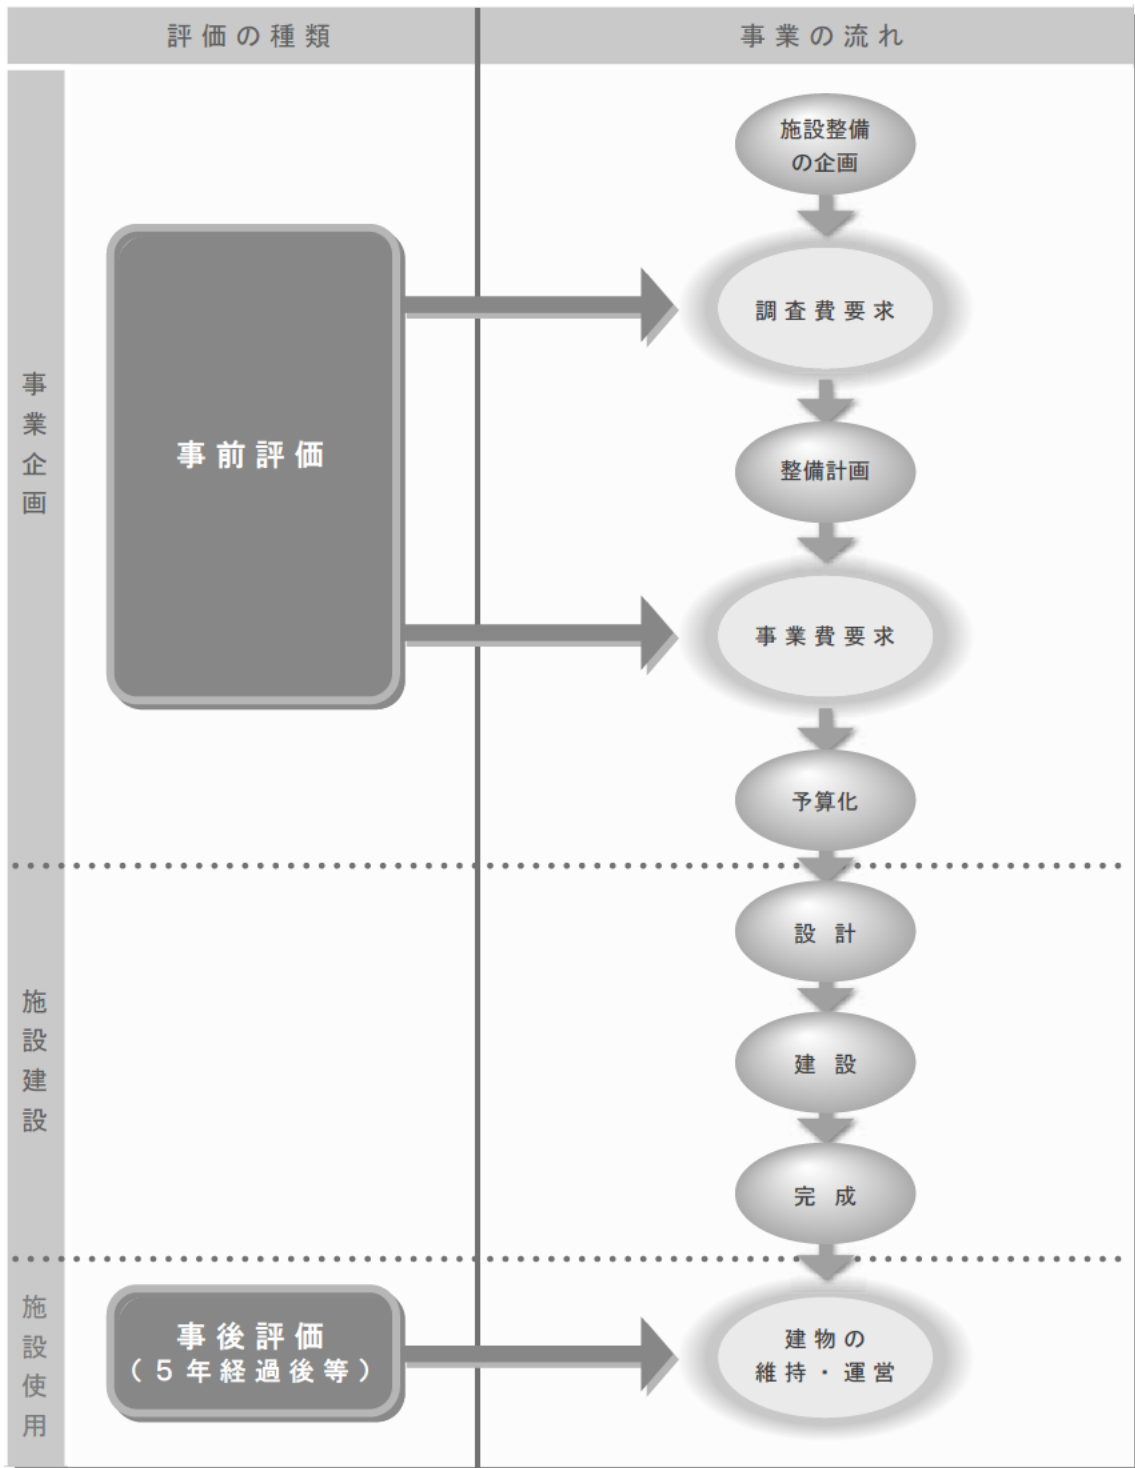 評価の種類
事業の流れ
事業企画
事前評価
施設整備
の企画
調査費要求
整備計画
事業費要求
予算化
施設建設
設計
建設
完成
施設使用
事後評価
（５年経過後等）
建物の
維持・運営